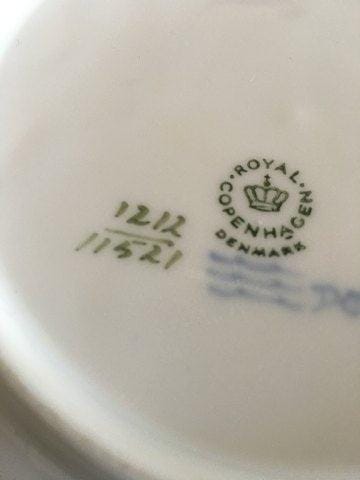 ROYAL
COPENHAGEN
DENMARK
1212
11521